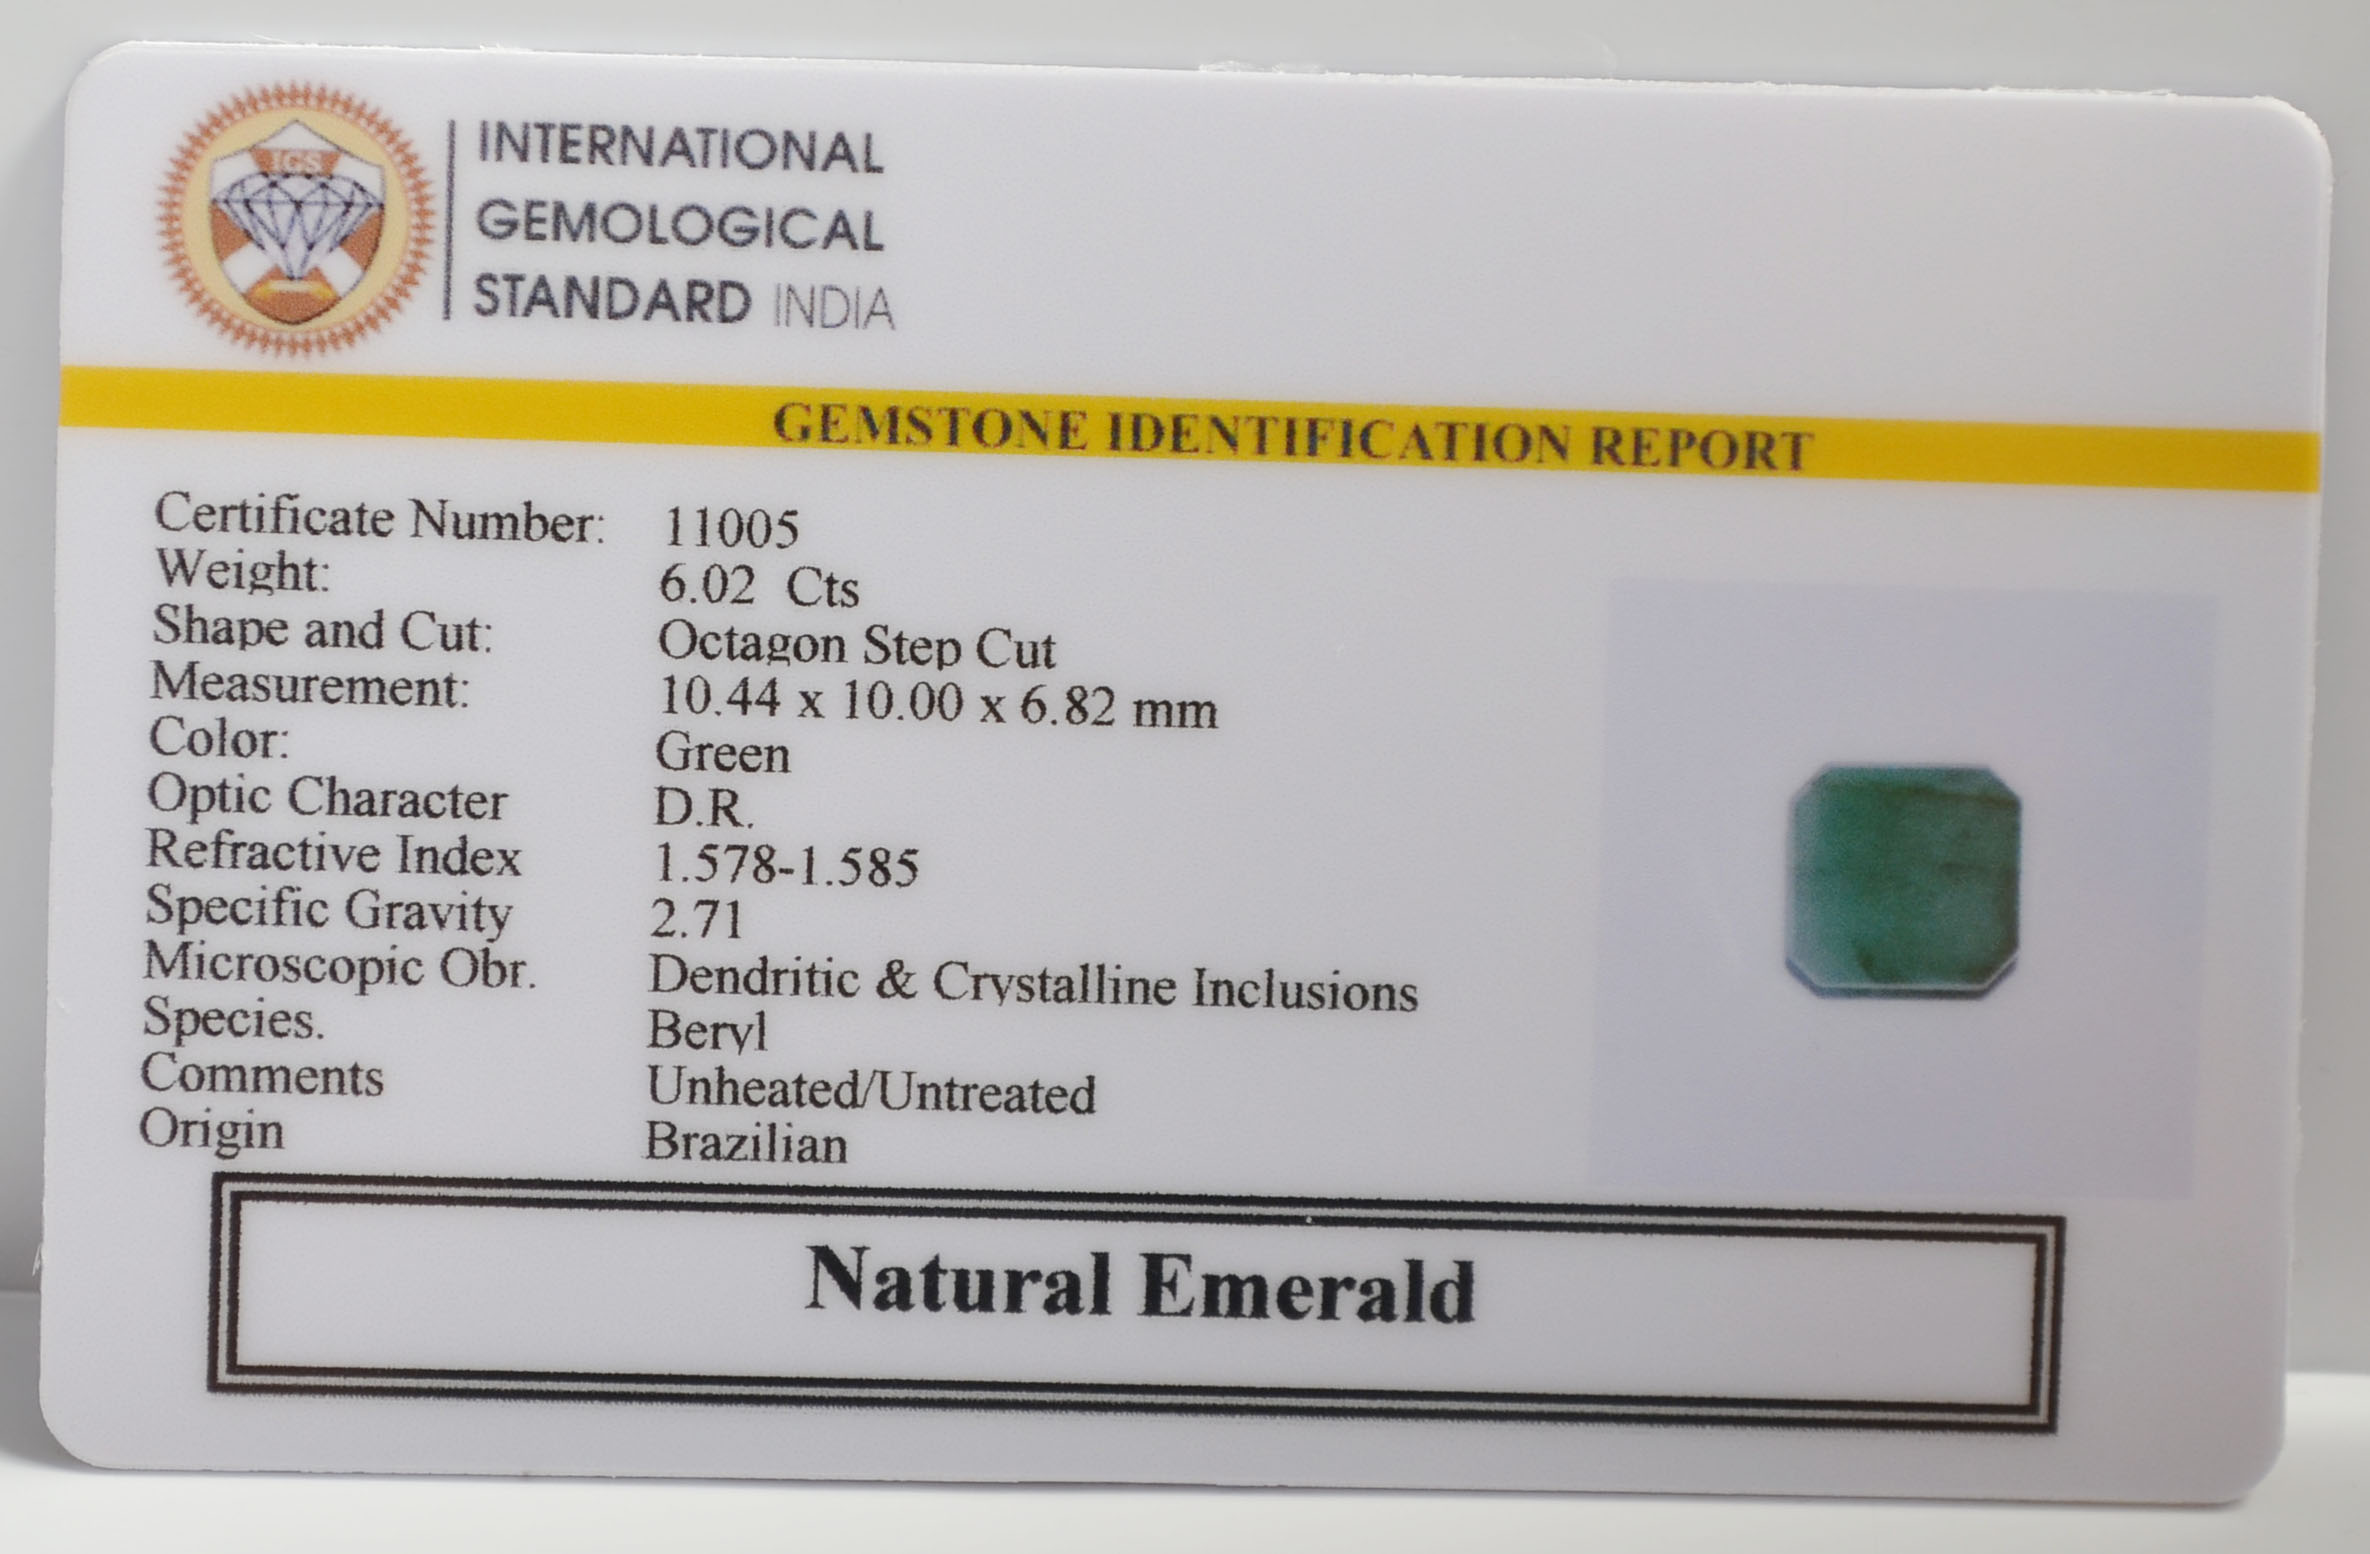 IGS
INTERNATIONAL
GEMOLOGICAL
STANDARD INDIA
GEMSTONE IDENTIFICATION REPORT
Certificate Number: 11005
Weight: 6.02 Cts
Shape and Cut: Octagon Step Cut
Measurement: 10.44 x 10.00 x 6.82 mm
Color: Green
Optic Character D.R.
Refractive Index 1.578-1.585
Specific Gravity 2.71
Microscopic Obr. Dendritic & Crystalline Inclusions
Species. Beryl
Comments Unheated/Untreated
Origin Brazilian
Natural Emerald